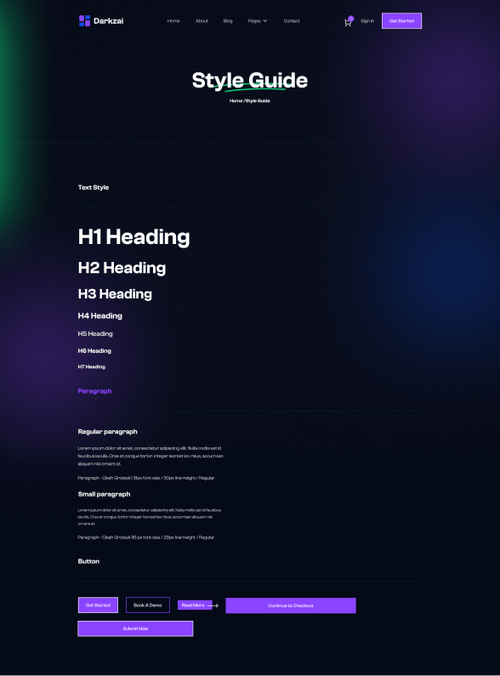 Darkzai
Home About Blog Pages Contact Sign In Get Started
Style Guide
Home /Style Guide
Text Style
H1 Heading
H2 Heading
H3 Heading
H4 Heading
H5 Heading
H6 Heading
H7 Heading
Paragraph
Regular paragraph
Lorem ipsum dolor sit amet, consectetur adipiscing elit. Nulla mollis est id
faucibus iaculis. Cras et congue tortor. Integer laoreet leo risus, accumsan
aliquam nisl ornare id.
Paragraph - Clash Grotesk / 18px font size / 30px line height / Regular
Small paragraph
Lorem ipsum dolor sit amet, consectetur adipiscing elit. Nulla mollis est id faucibus
iaculis. Cras et congue tortor. Integer laoreet leo risus, accumsan aliquam nisl
ornare id.
Paragraph - Clash Grotesk /16 px font size / 29px line height / Regular
Button
Get Started Book A Demo Read More Continue to Checkout
Submit Now